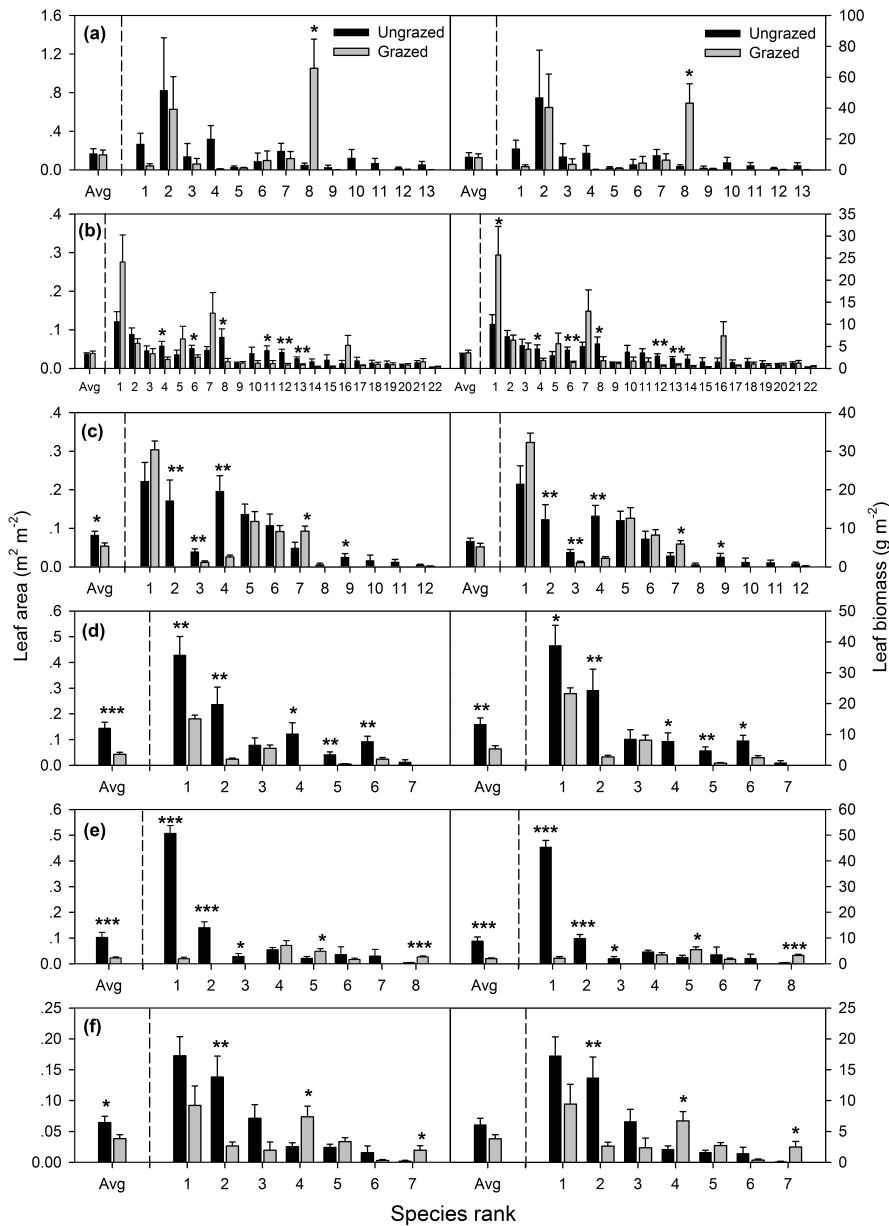 (a)
Ungrazed
Grazed
Ungrazed
Grazed
1.6
1.2
.8
.4
0.0
*
*
100
80
60
40
20
0
Avg 1 2 3 4 5 6 7 8 9 10 11 12 13
Avg 1 2 3 4 5 6 7 8 9 10 11 12 13
(b)
.4
.3
.2
.1
0.0
* * * * ** **
* * ** * ** **
35
30
25
20
15
10
5
0
Avg 1 2 3 4 5 6 7 8 9 10 11 12 13 14 15 16 17 18 19 20 21 22
Avg 1 2 3 4 5 6 7 8 9 10 11 12 13 14 15 16 17 18 19 20 21 22
(c)
.4
.3
.2
.1
0.0
* ** ** ** * *
** ** ** * *
40
30
20
10
0
Avg 1 2 3 4 5 6 7 8 9 10 11 12
Avg 1 2 3 4 5 6 7 8 9 10 11 12
Leaf area (m² m⁻²)
Leaf biomass (g m⁻²)
(d)
.6
.5
.4
.3
.2
.1
0.0
*** ** ** * ** **
** * ** * ** *
50
40
30
20
10
0
Avg 1 2 3 4 5 6 7
Avg 1 2 3 4 5 6 7
(e)
.6
.5
.4
.3
.2
.1
0.0
*** *** *** * * ***
*** *** *** * * ***
60
50
40
30
20
10
0
Avg 1 2 3 4 5 6 7 8
Avg 1 2 3 4 5 6 7 8
(f)
0.25
0.20
0.15
0.10
0.05
0.00
* ** * *
** * *
25
20
15
10
5
0
Avg 1 2 3 4 5 6 7
Avg 1 2 3 4 5 6 7
Species rank